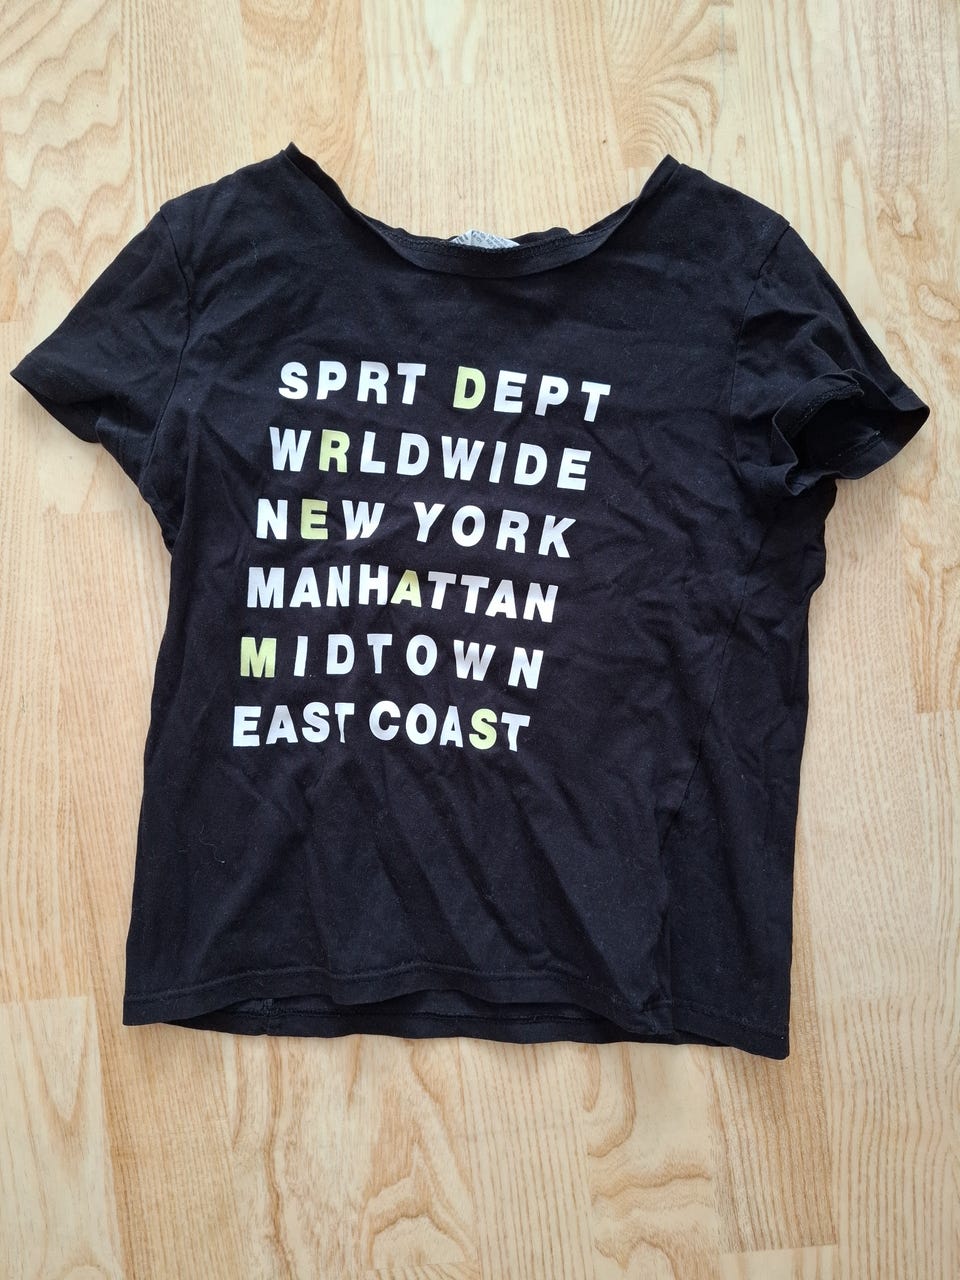 SPRT DEPT
WRLDWIDE
NEW YORK
MANHATTAN
MIDTOWN
EAST COAST